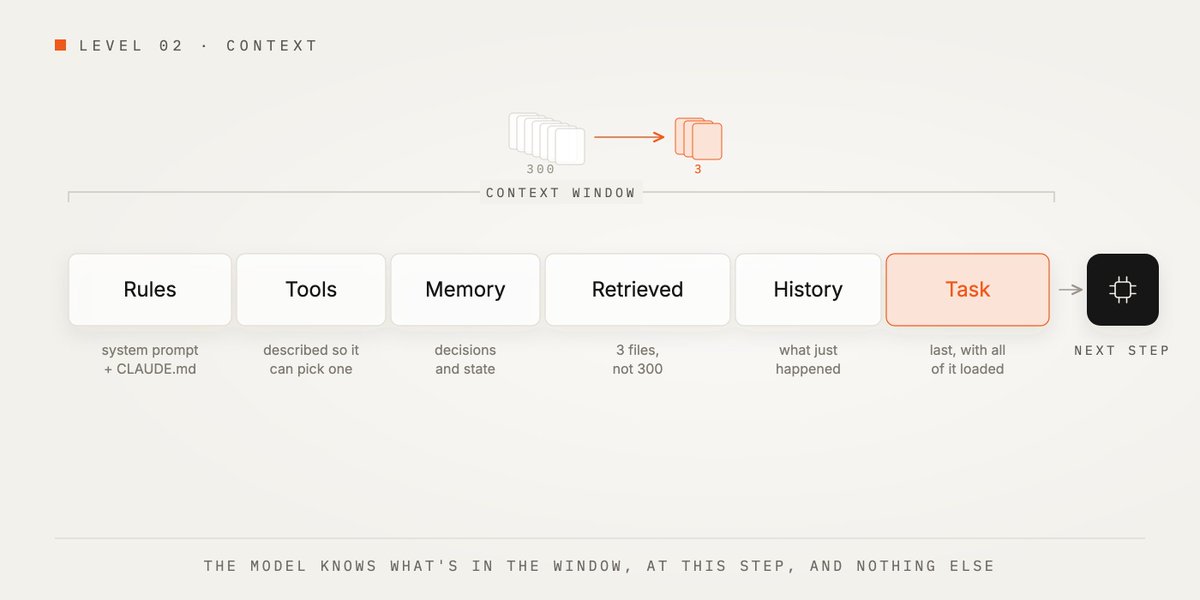 LEVEL 02 · CONTEXT
300
3
CONTEXT WINDOW
Rules
Tools
Memory
Retrieved
History
Task
system prompt
+ CLAUDE.md
described so it
can pick one
decisions
and state
3 files,
not 300
what just
happened
last, with all
of it loaded
NEXT STEP
THE MODEL KNOWS WHAT'S IN THE WINDOW, AT THIS STEP, AND NOTHING ELSE